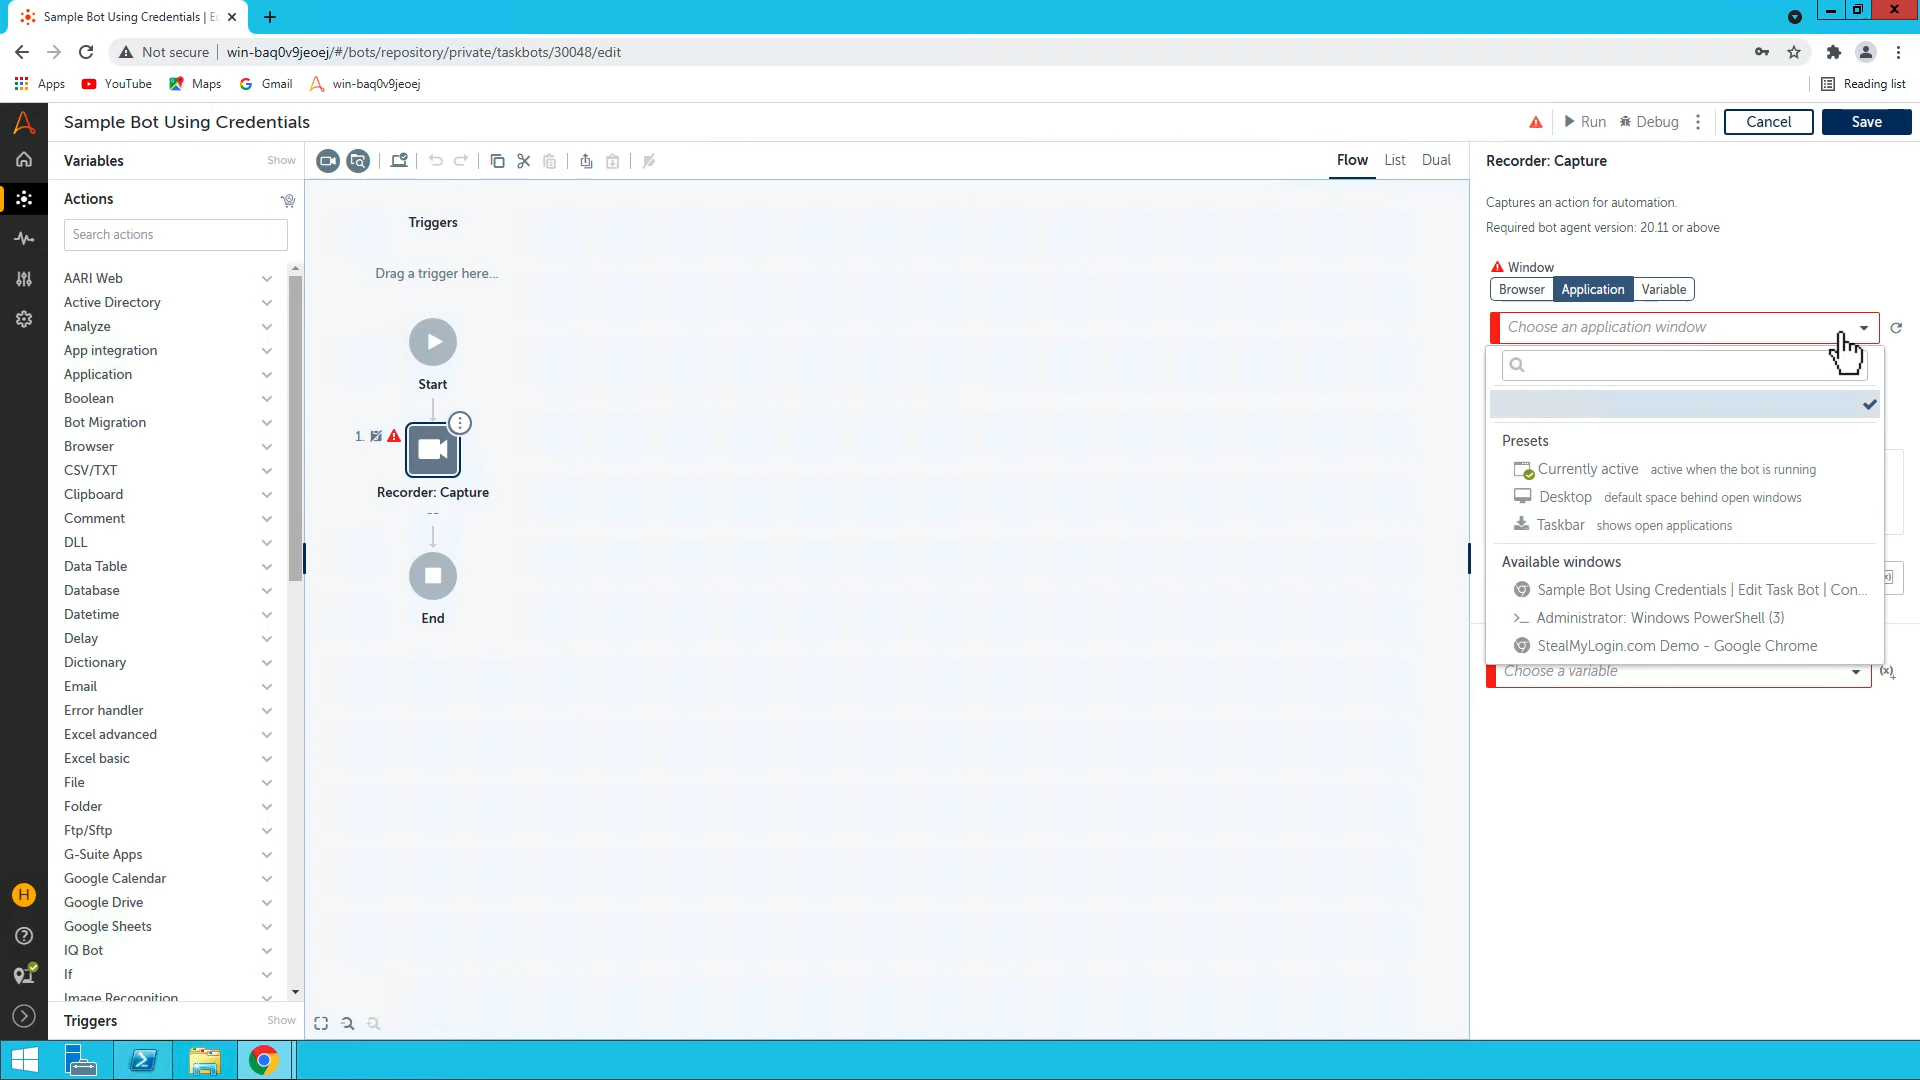 Sample Bot Using Credentials | Ec
Not secure
win-baq0v9jeoej/#/bots/repository/private/taskbots/30048/edit
Apps
YouTube
Maps
Gmail
win-baq0v9jeoej
Reading list
Sample Bot Using Credentials
Run
Debug
Cancel
Save
Variables
Show
Actions
Search actions
AARI Web
Active Directory
Analyze
App integration
Application
Boolean
Bot Migration
Browser
CSV/TXT
Clipboard
Comment
DLL
Data Table
Database
Datetime
Delay
Dictionary
Email
Error handler
Excel advanced
Excel basic
File
Folder
Ftp/Sftp
G-Suite Apps
Google Calendar
Google Drive
Google Sheets
IQ Bot
If
Image Recognition
Triggers
Show
H
Flow
List
Dual
Triggers
Drag a trigger here...
Start
1.
Recorder: Capture
--
End
Recorder: Capture
Captures an action for automation.
Required bot agent version: 20.11 or above
Window
Browser
Application
Variable
Choose an application window
Presets
Currently active active when the bot is running
Desktop default space behind open windows
Taskbar shows open applications
Available windows
Sample Bot Using Credentials | Edit Task Bot | Con...
Administrator: Windows PowerShell (3)
StealMyLogin.com Demo - Google Chrome
Choose a variable